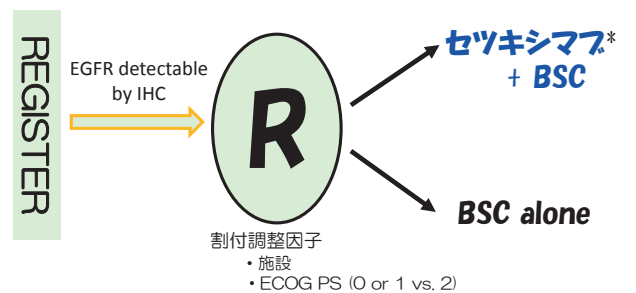 REGISTER
EGFR detectable
by IHC
R
セツキシマブ*
+ BSC
BSC alone
割付調整因子
・施設
・ECOG PS (0 or 1 vs. 2)